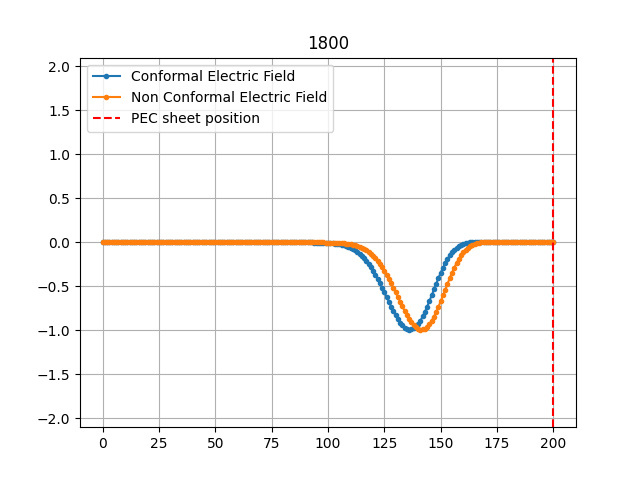 1800
Conformal Electric Field
Non Conformal Electric Field
PEC sheet position
2.0
1.5
1.0
0.5
0.0
−0.5
−1.0
−1.5
−2.0
0 25 50 75 100 125 150 175 200